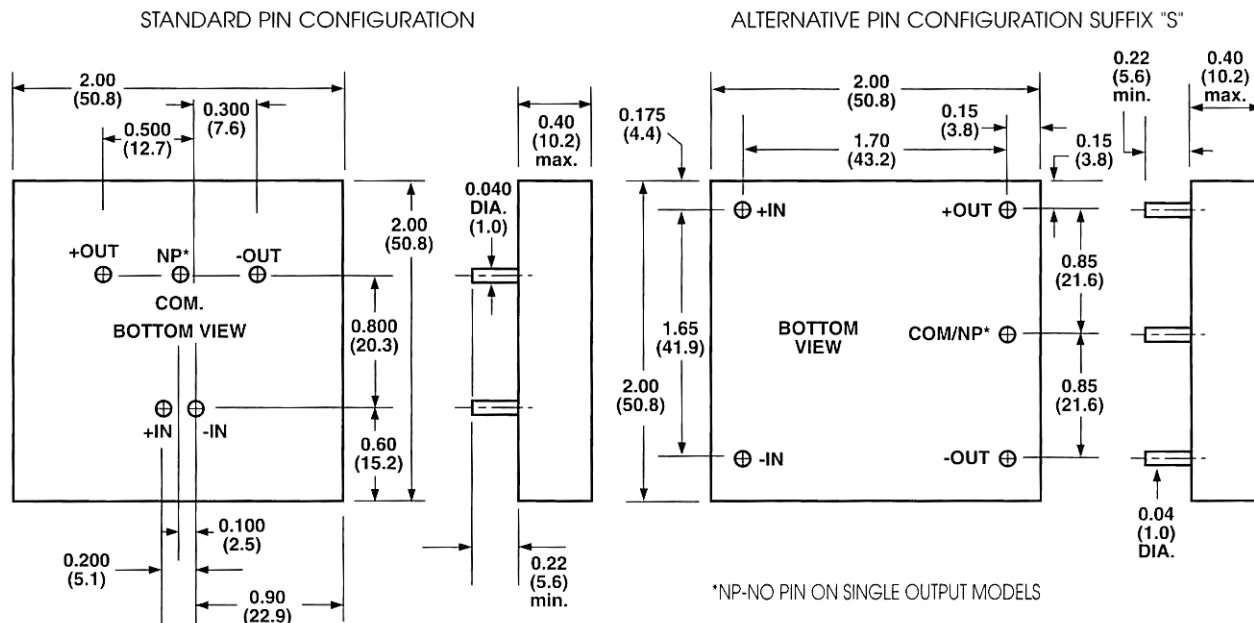 STANDARD PIN CONFIGURATION
2.00
(50.8)
0.300
(7.6)
0.500
(12.7)
0.40
(10.2)
max.
0.040
DIA.
(1.0)
2.00
(50.8)
+OUT
NP*
-OUT
COM.
BOTTOM VIEW
0.800
(20.3)
+IN
-IN
0.60
(15.2)
0.100
(2.5)
0.200
(5.1)
0.90
(22.9)
0.22
(5.6)
min.
ALTERNATIVE PIN CONFIGURATION SUFFIX "S"
2.00
(50.8)
0.22
(5.6)
min.
0.40
(10.2)
max.
0.175
(4.4)
0.15
(3.8)
1.70
(43.2)
0.15
(3.8)
+IN
+OUT
0.85
(21.6)
1.65
(41.9)
BOTTOM
VIEW
COM/NP*
2.00
(50.8)
0.85
(21.6)
-IN
-OUT
0.04
(1.0)
DIA.
*NP-NO PIN ON SINGLE OUTPUT MODELS